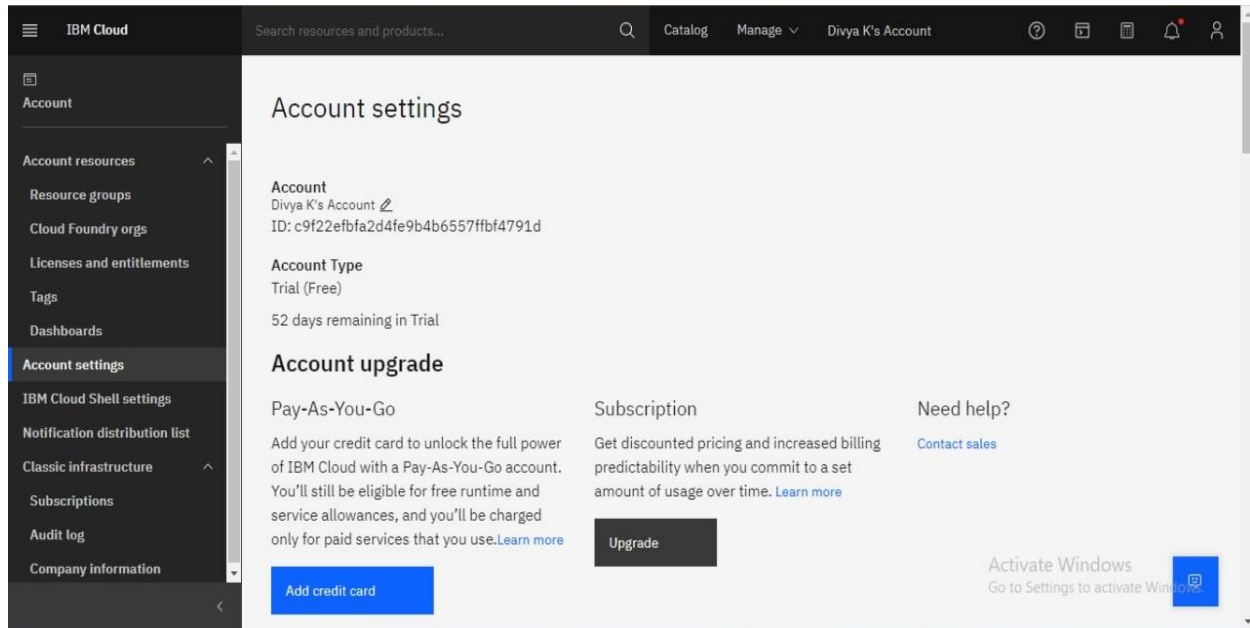 IBM Cloud
Search resources and products...
Catalog
Manage
Divya K's Account
Account
Account resources
Resource groups
Cloud Foundry orgs
Licenses and entitlements
Tags
Dashboards
Account settings
IBM Cloud Shell settings
Notification distribution list
Classic infrastructure
Subscriptions
Audit log
Company information
Account settings
Account
Divya K's Account
ID: c9f22efbfa2d4fe9b4b6557ffbf4791d
Account Type
Trial (Free)
52 days remaining in Trial
Account upgrade
Pay-As-You-Go
Add your credit card to unlock the full power
of IBM Cloud with a Pay-As-You-Go account.
You'll still be eligible for free runtime and
service allowances, and you'll be charged
only for paid services that you use.Learn more
Add credit card
Subscription
Get discounted pricing and increased billing
predictability when you commit to a set
amount of usage over time. Learn more
Upgrade
Need help?
Contact sales
Activate Windows
Go to Settings to activate Windows.